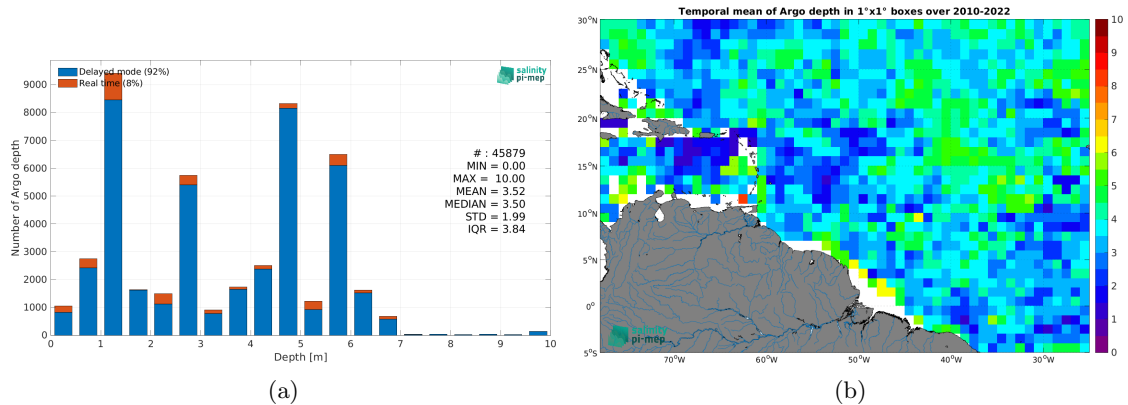 Delayed mode (92%)
Real time (8%)
salinity
pi-mep
# : 45879
MIN = 0.00
MAX = 10.00
MEAN = 3.52
MEDIAN = 3.50
STD = 1.99
IQR = 3.84
Number of Argo depth
9000
8000
7000
6000
5000
4000
3000
2000
1000
0
0 1 2 3 4 5 6 7 8 9 10
Depth [m]
(a)
Temporal mean of Argo depth in 1°x1° boxes over 2010-2022
30°N
25°N
20°N
15°N
10°N
5°N
0°
5°S
70°W 60°W 50°W 40°W 30°W
salinity
pi-mep
10
9
8
7
6
5
4
3
2
1
0
(b)